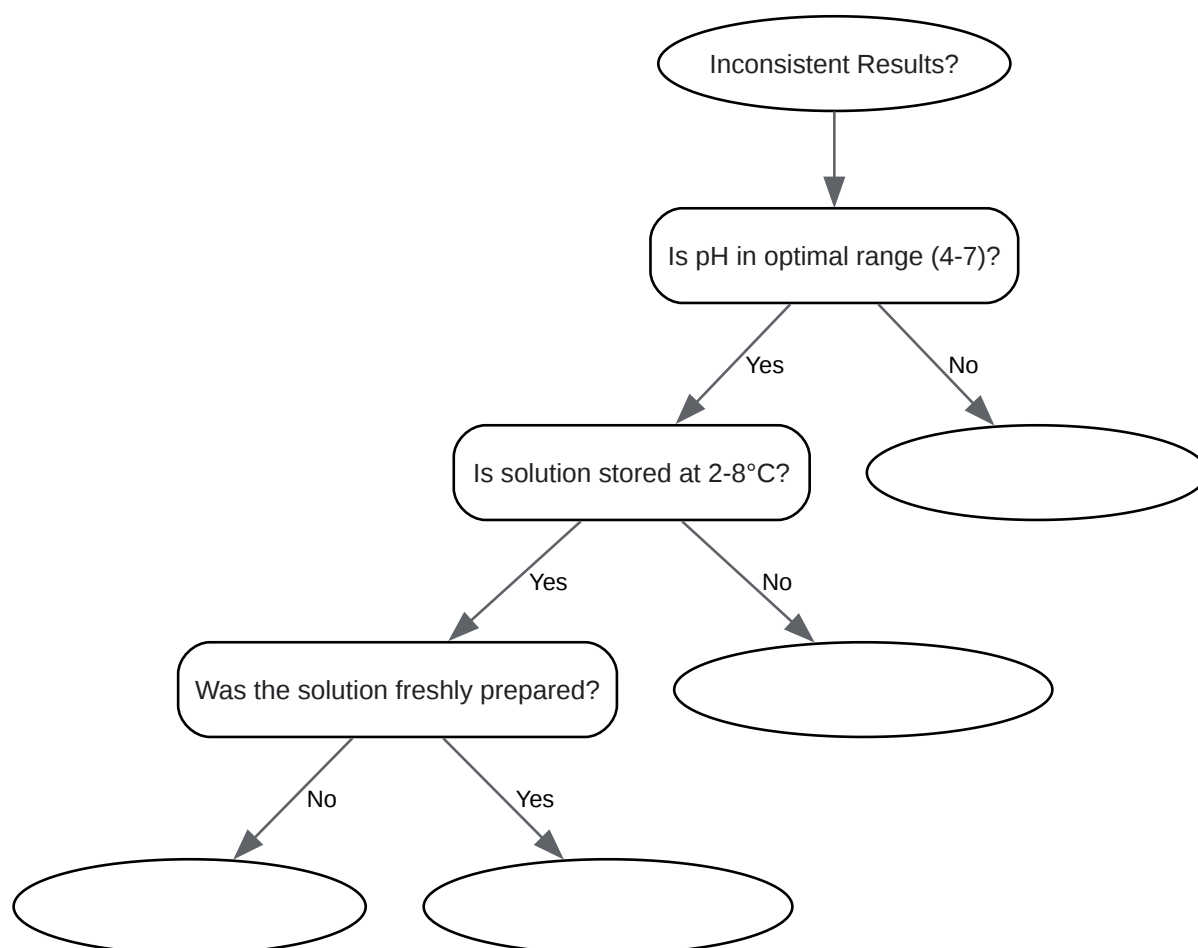 Inconsistent Results?
Is pH in optimal range (4-7)?
Yes
No
Is solution stored at 2-8°C?
Yes
No
Was the solution freshly prepared?
No
Yes